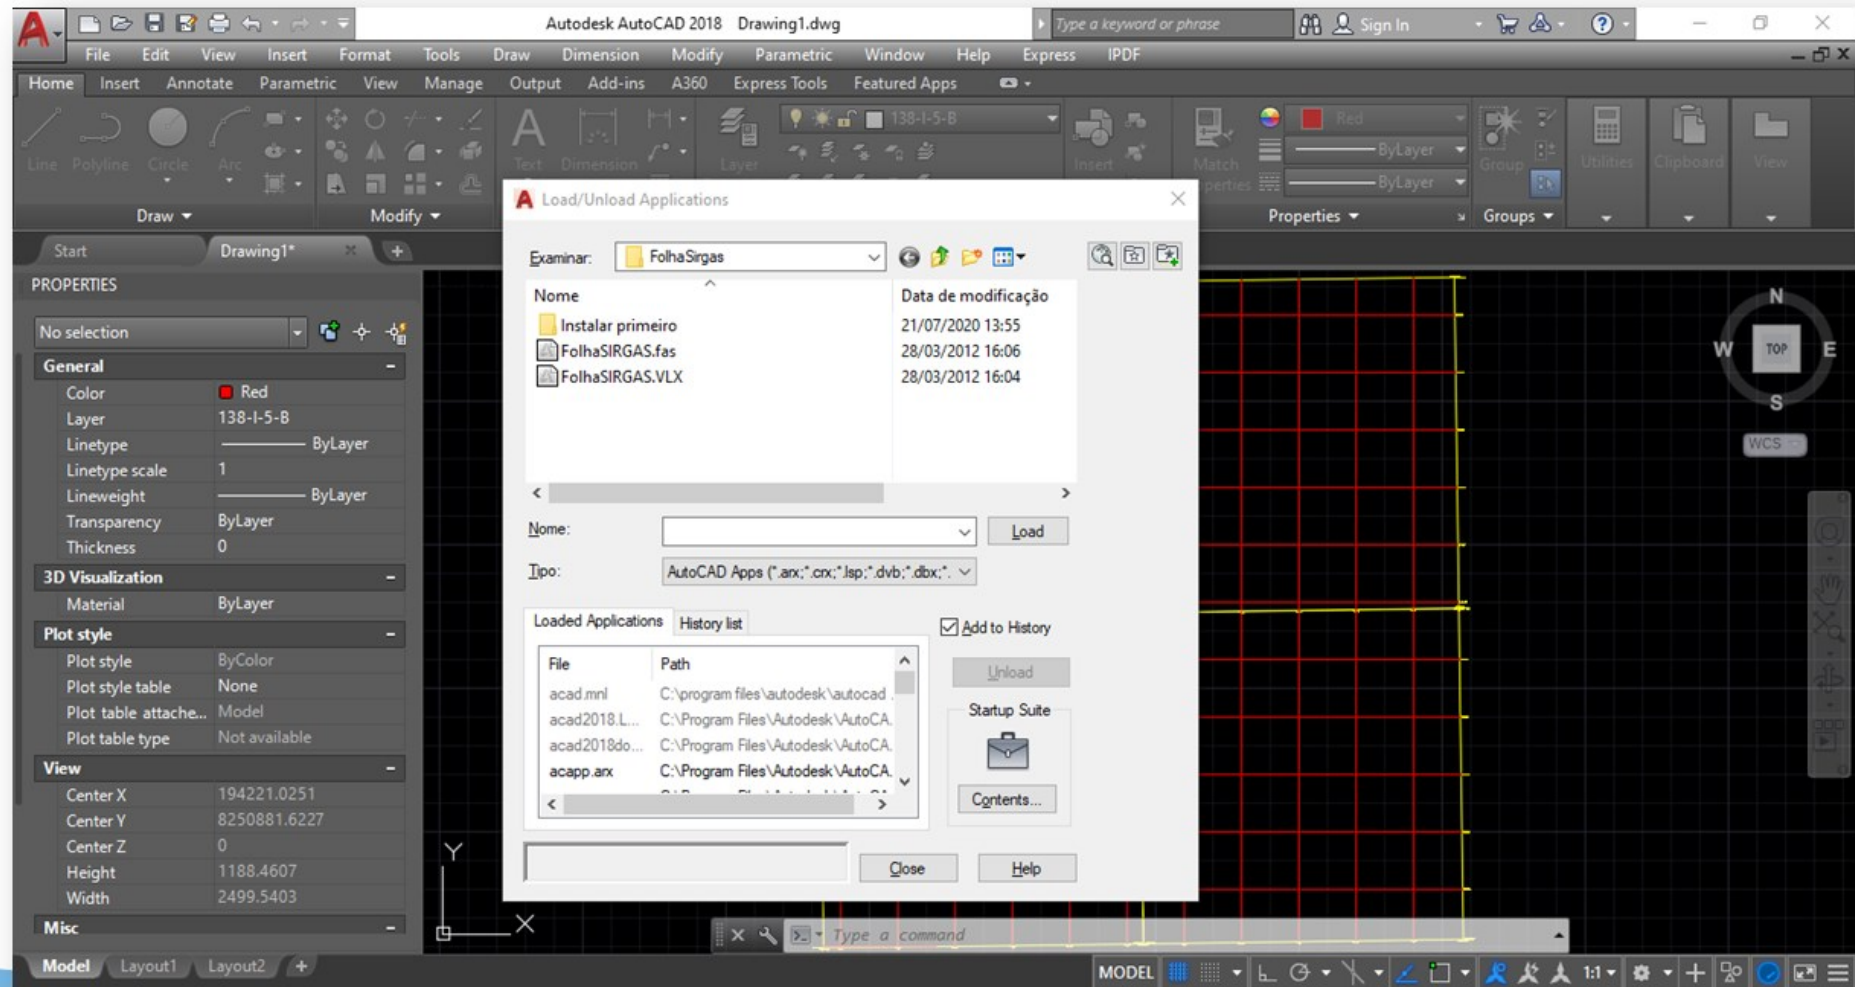 Autodesk AutoCAD 2018 Drawing1.dwg
Type a keyword or phrase
Sign In
File Edit View Insert Format Tools Draw Dimension Modify Parametric Window Help Express IPDF
Home Insert Annotate Parametric View Manage Output Add-ins A360 Express Tools Featured Apps
138-I-5-B
Red
ByLayer
ByLayer
Line Polyline Circle Arc Text Dimension Layer Insert Match Group Utilities Clipboard View
Draw Modify Properties Groups
Start Drawing1* +
PROPERTIES
No selection
General
Color Red
Layer 138-I-5-B
Linetype ByLayer
Linetype scale 1
Lineweight ByLayer
Transparency ByLayer
Thickness 0
3D Visualization
Material ByLayer
Plot style
Plot style ByColor
Plot style table None
Plot table attache... Model
Plot table type Not available
View
Center X 194221.0251
Center Y 8250881.6227
Center Z 0
Height 1188.4607
Width 2499.5403
Misc
Load/Unload Applications
Examinar: FolhaSirgas
Nome Data de modificação
Instalar primeiro 21/07/2020 13:55
FolhaSIRGAS.fas 28/03/2012 16:06
FolhaSIRGAS.VLX 28/03/2012 16:04
Nome: Load
Tipo: AutoCAD Apps (*.arx;*.crx;*.lsp;*.dvb;*.dbx;*.
Loaded Applications History list
Add to History
File Path
acad.mnl C:\program files\autodesk\autocad .
acad2018.L... C:\Program Files\Autodesk\AutoCA.
acad2018do... C:\Program Files\Autodesk\AutoCA.
acapp.arx C:\Program Files\Autodesk\AutoCA.
Unload
Startup Suite
Contents...
Close Help
N
W TOP E
S
WCS
Y
X
Type a command
Model Layout1 Layout2 +
MODEL 1:1